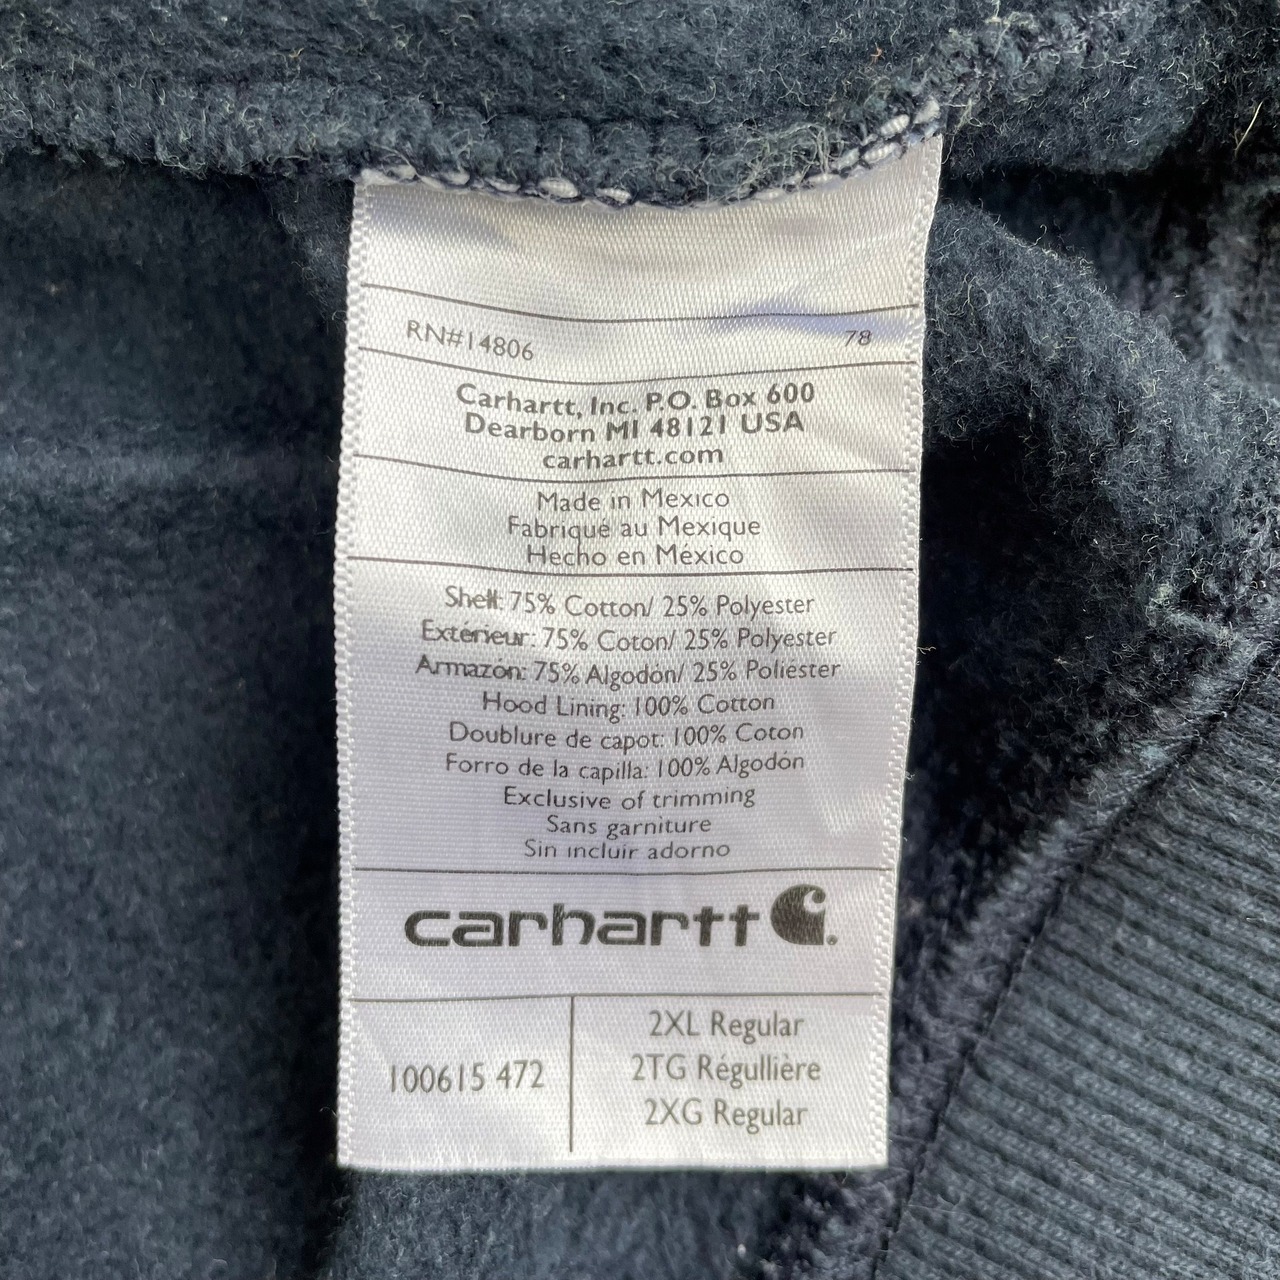 RN#14806 78
Carhartt, Inc. P.O. Box 600
Dearborn MI 48121 USA
carhartt.com
Made in Mexico
Fabriqué au Mexique
Hecho en México
Shell: 75% Cotton/ 25% Polyester
Extérieur: 75% Coton/ 25% Polyester
Armazon: 75% Algodón/ 25% Poliéster
Hood Lining: 100% Cotton
Doublure de capot: 100% Coton
Forro de la capilla: 100% Algodón
Exclusive of trimming
Sans garniture
Sin incluir adorno
carhartt
100615 472
2XL Regular
2TG Régullière
2XG Regular